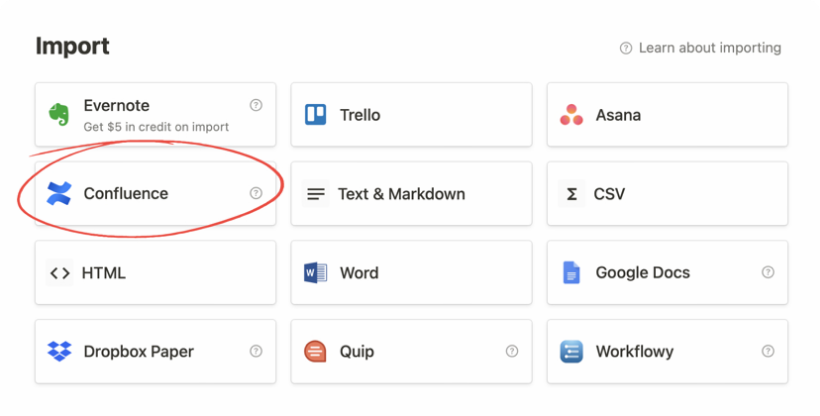 Import
Learn about importing
Evernote
Get $5 in credit on import
Trello
Asana
Confluence
Text & Markdown
CSV
HTML
Word
Google Docs
Dropbox Paper
Quip
Workflowy